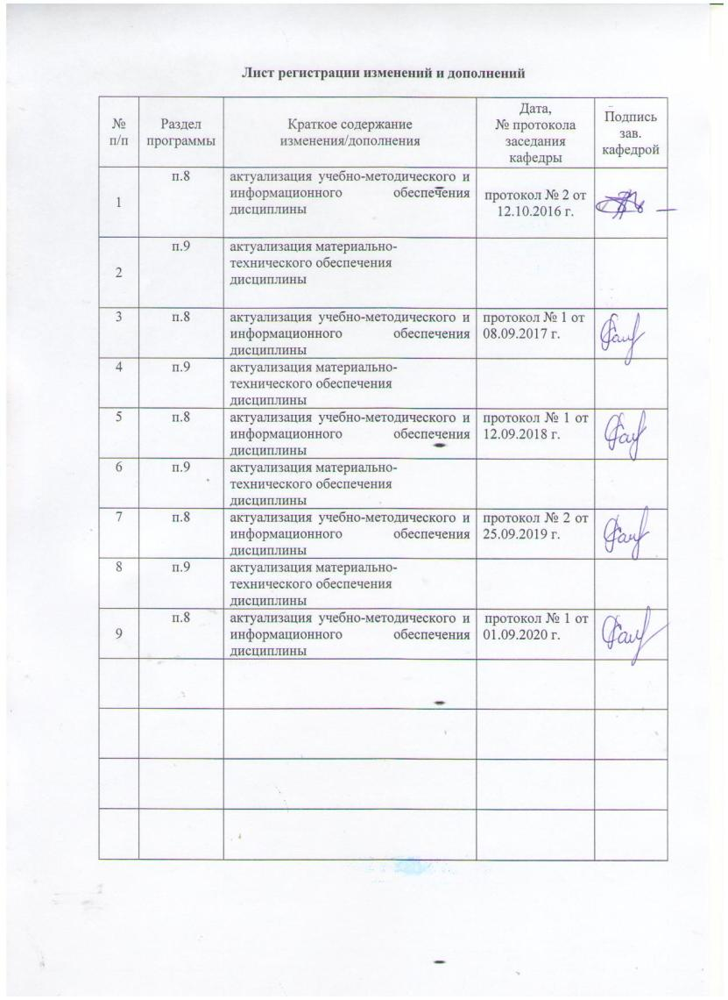 Лист регистрации изменений и дополнений
№
п/п
Раздел
программы
Краткое содержание
изменения/дополнения
Дата,
№ протокола
заседания
кафедры
Подпись
зав.
кафедрой
1
п.8
актуализация учебно-методического и
информационного обеспечения
дисциплины
протокол № 2 от
12.10.2016 г.
2
п.9
актуализация материально-
технического обеспечения
дисциплины
3
п.8
актуализация учебно-методического и
информационного обеспечения
дисциплины
протокол № 1 от
08.09.2017 г.
4
п.9
актуализация материально-
технического обеспечения
дисциплины
5
п.8
актуализация учебно-методического и
информационного обеспечения
дисциплины
протокол № 1 от
12.09.2018 г.
6
п.9
актуализация материально-
технического обеспечения
дисциплины
7
п.8
актуализация учебно-методического и
информационного обеспечения
дисциплины
протокол № 2 от
25.09.2019 г.
8
п.9
актуализация материально-
технического обеспечения
дисциплины
9
п.8
актуализация учебно-методического и
информационного обеспечения
дисциплины
протокол № 1 от
01.09.2020 г.